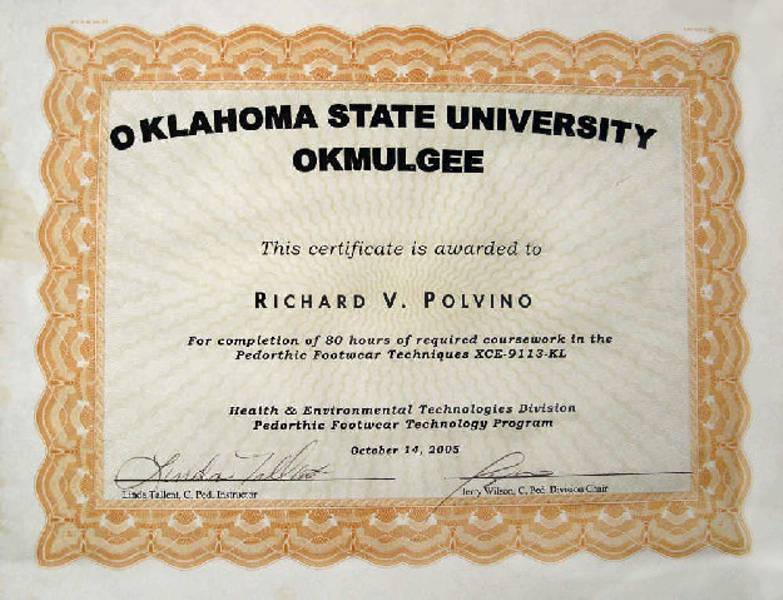 OKLAHOMA STATE UNIVERSITY
OKMULGEE
This certificate is awarded to
RICHARD V. POLVINO
For completion of 80 hours of required coursework in the
Pedorthic Footwear Techniques XCE-9113-KL
Health & Environmental Technologies Division
Pedorthic Footwear Technology Program
October 14, 2005
Linda Tallent
Linda Tallent, C. Ped. Instructor
Jerry Wilson, C. Ped. Division Chair